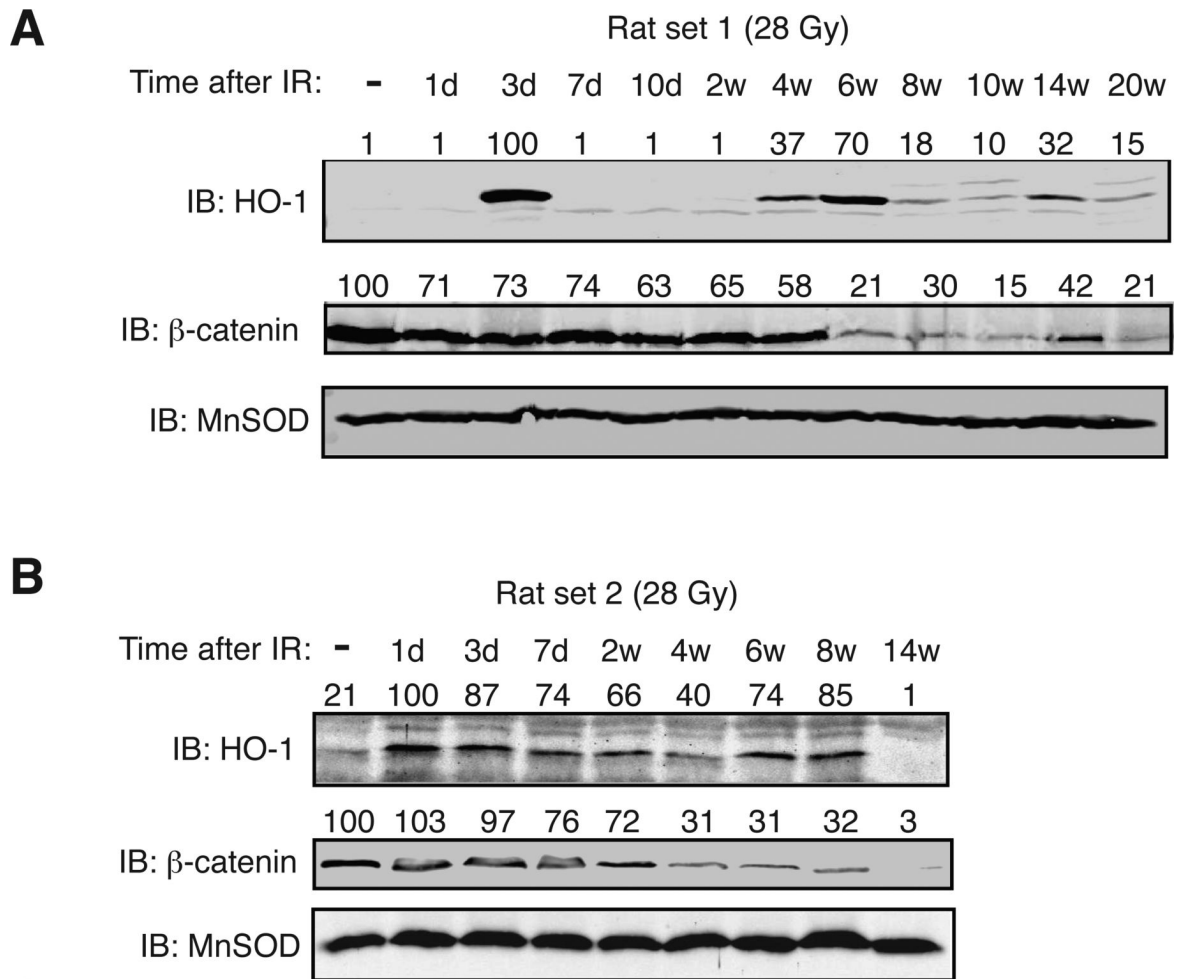 A
Rat set 1 (28 Gy)
Time after IR: - 1d 3d 7d 10d 2w 4w 6w 8w 10w 14w 20w
1 1 100 1 1 1 37 70 18 10 32 15
IB: HO-1
100 71 73 74 63 65 58 21 30 15 42 21
IB: β-catenin
IB: MnSOD
B
Rat set 2 (28 Gy)
Time after IR: - 1d 3d 7d 2w 4w 6w 8w 14w
21 100 87 74 66 40 74 85 1
IB: HO-1
100 103 97 76 72 31 31 32 3
IB: β-catenin
IB: MnSOD